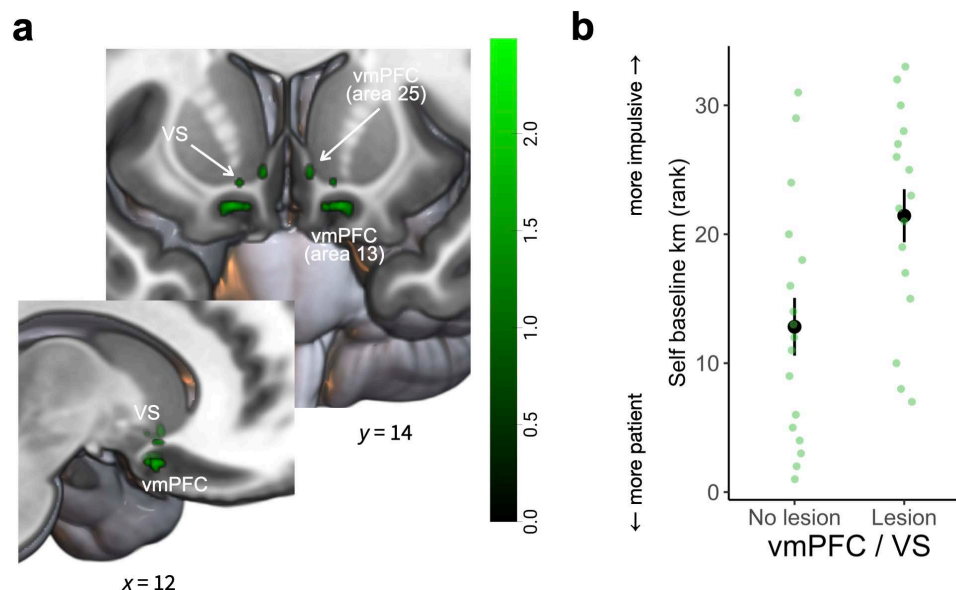 a
vmPFC
(area 25)
VS
vmPFC
(area 13)
y = 14
VS
vmPFC
x = 12
2.0
1.5
1.0
0.5
0.0
b
← more patient
more impulsive →
Self baseline km (rank)
30
20
10
0
No lesion
Lesion
vmPFC / VS